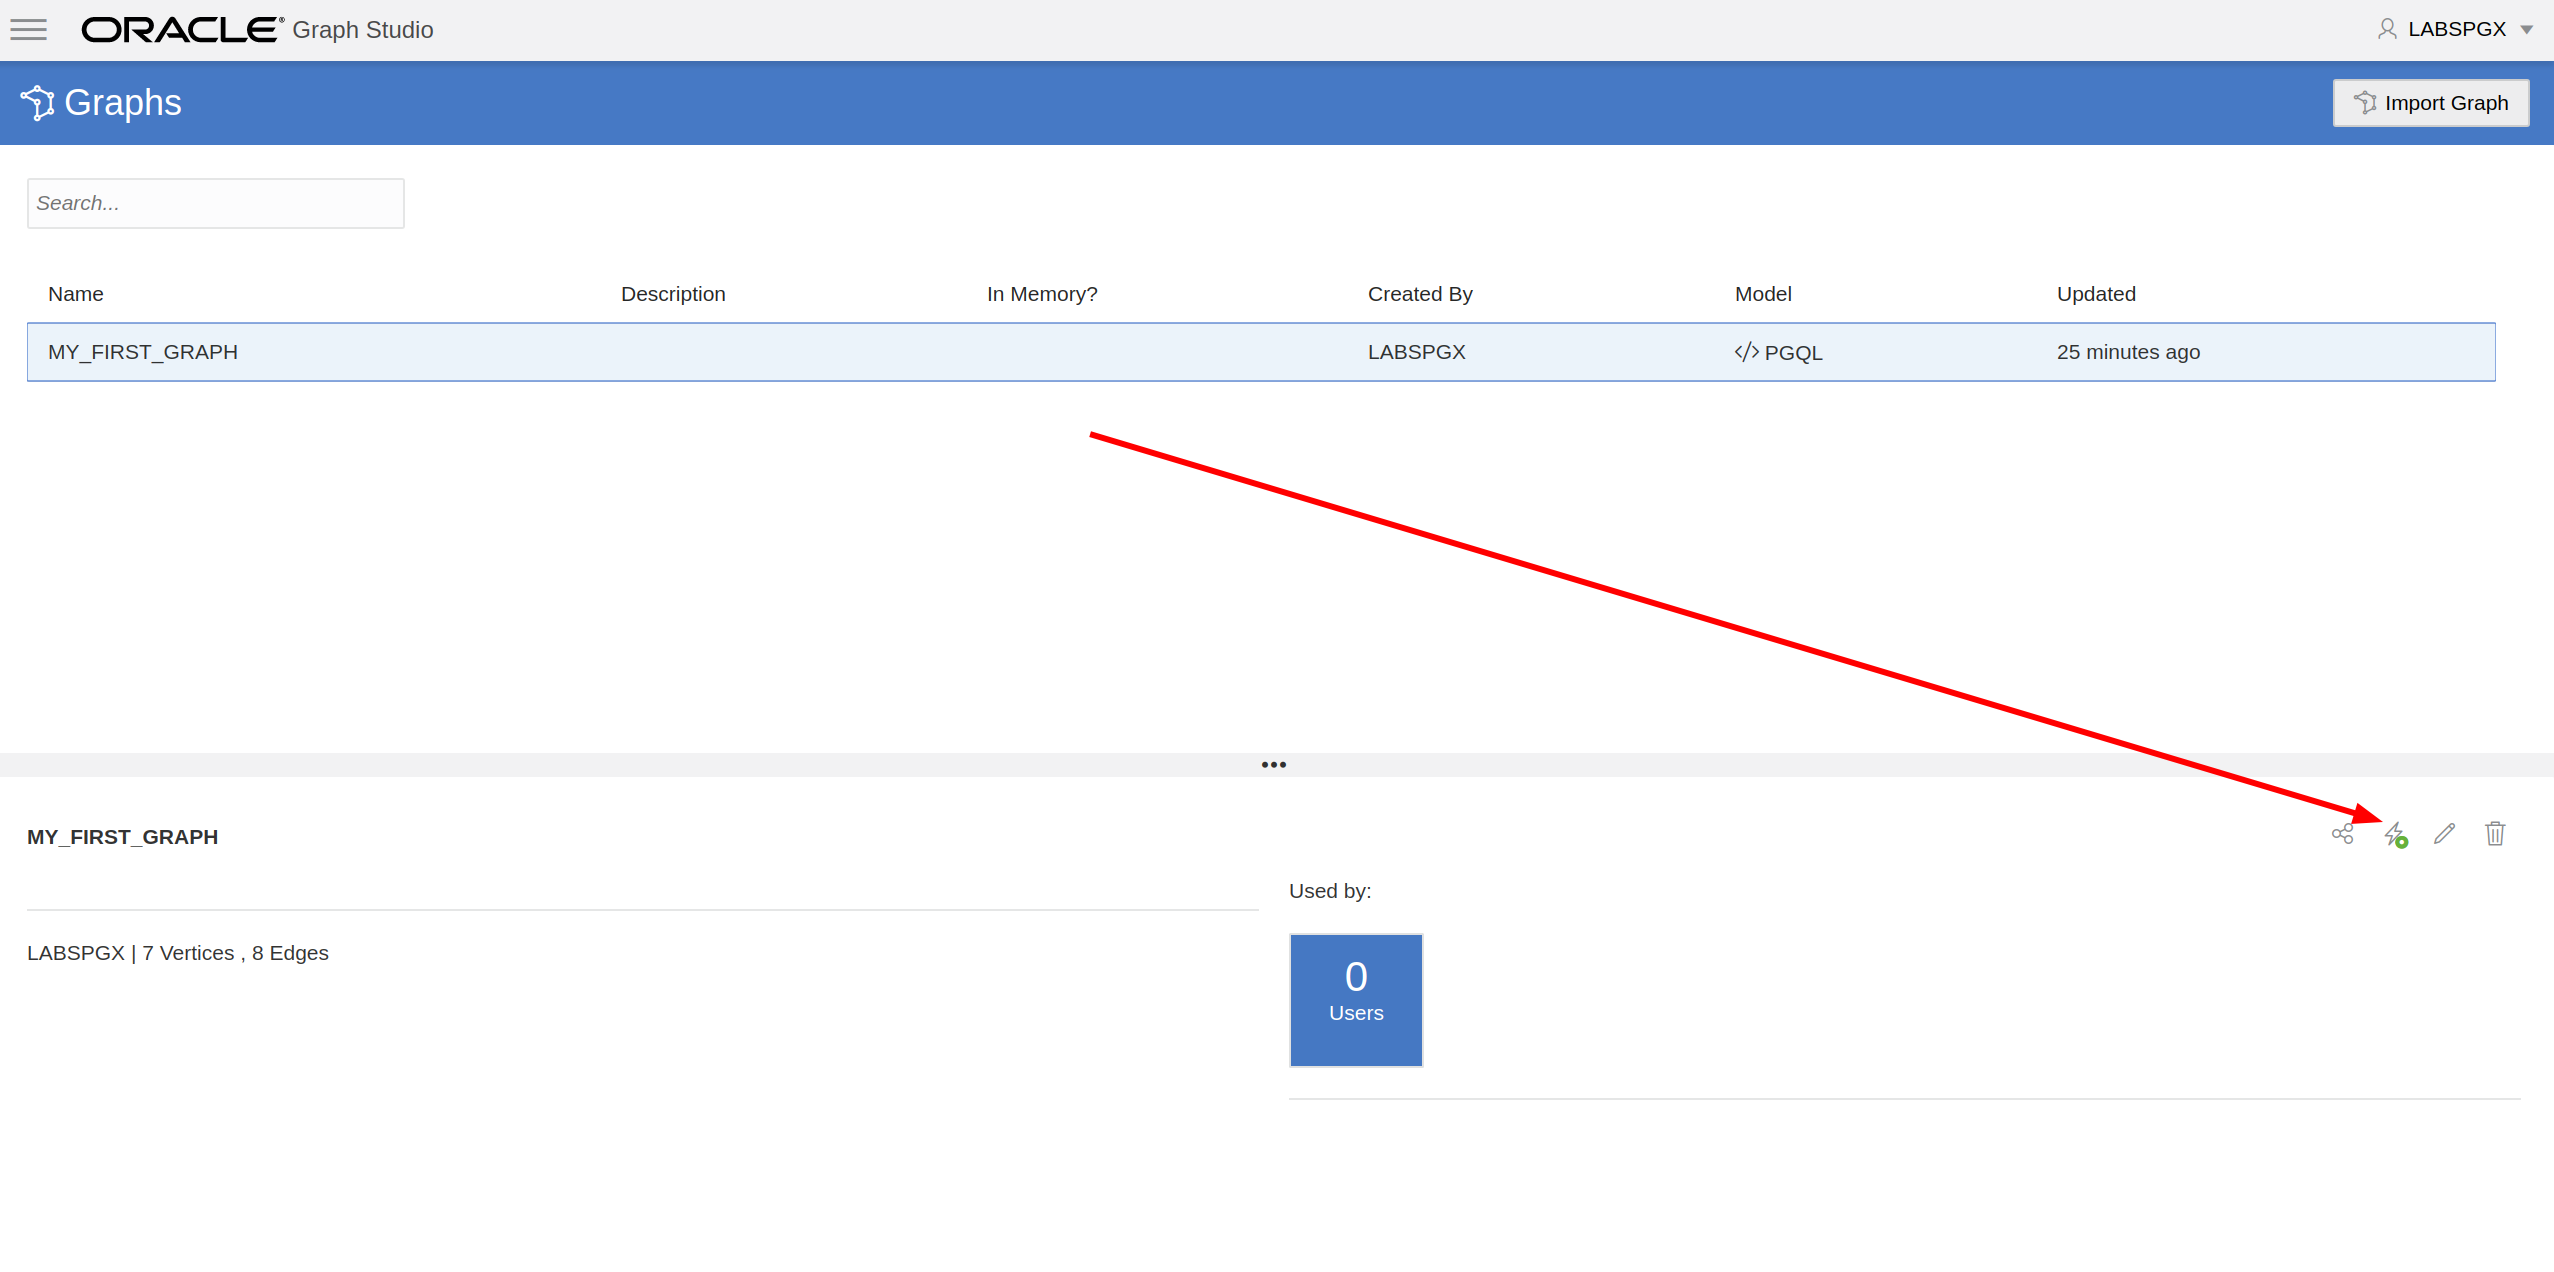 ORACLE® Graph Studio
LABSPGX
Graphs
Import Graph
Search...
Name Description In Memory? Created By Model Updated
MY_FIRST_GRAPH LABSPGX </> PGQL 25 minutes ago
•••
MY_FIRST_GRAPH
Used by:
LABSPGX | 7 Vertices , 8 Edges
0
Users